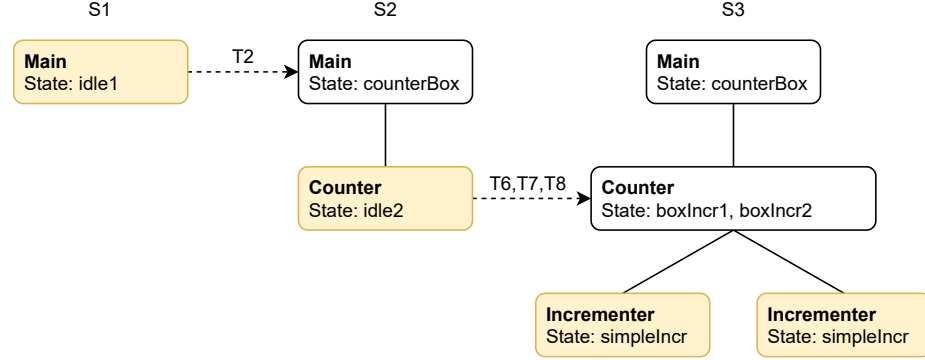 S1
S2
S3
Main
State: idle1
T2
Main
State: counterBox
Main
State: counterBox
Counter
State: idle2
T6,T7,T8
Counter
State: boxIncr1, boxIncr2
Incrementer
State: simpleIncr
Incrementer
State: simpleIncr